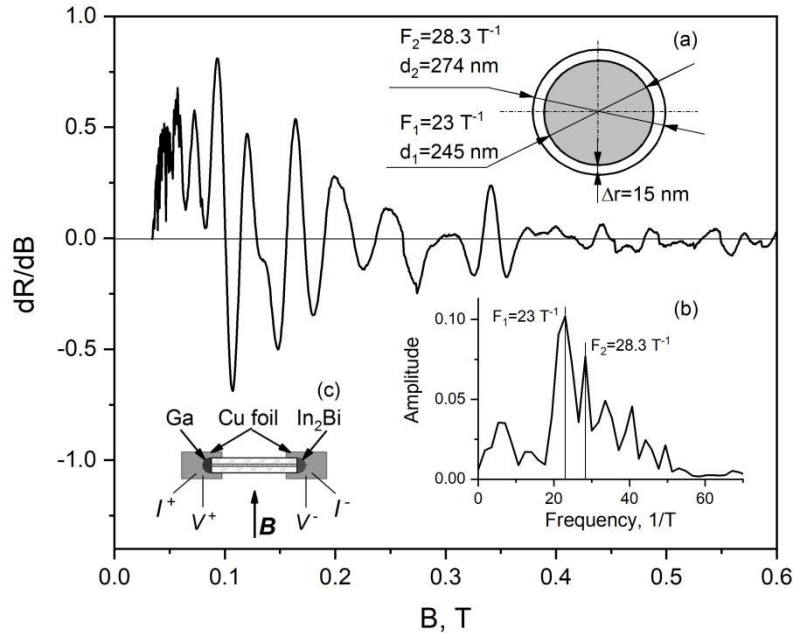 1.0
0.5
0.0
-0.5
-1.0
dR/dB
0.0 0.1 0.2 0.3 0.4 0.5 0.6
B, T
(a)
F₂=28.3 T⁻¹
d₂=274 nm
F₁=23 T⁻¹
d₁=245 nm
Δr=15 nm
(b)
F₁=23 T⁻¹
F₂=28.3 T⁻¹
0.10
0.05
0.00
Amplitude
0 20 40 60
Frequency, 1/T
(c)
Ga Cu foil In₂Bi
I⁺ V⁺ B V⁻ I⁻